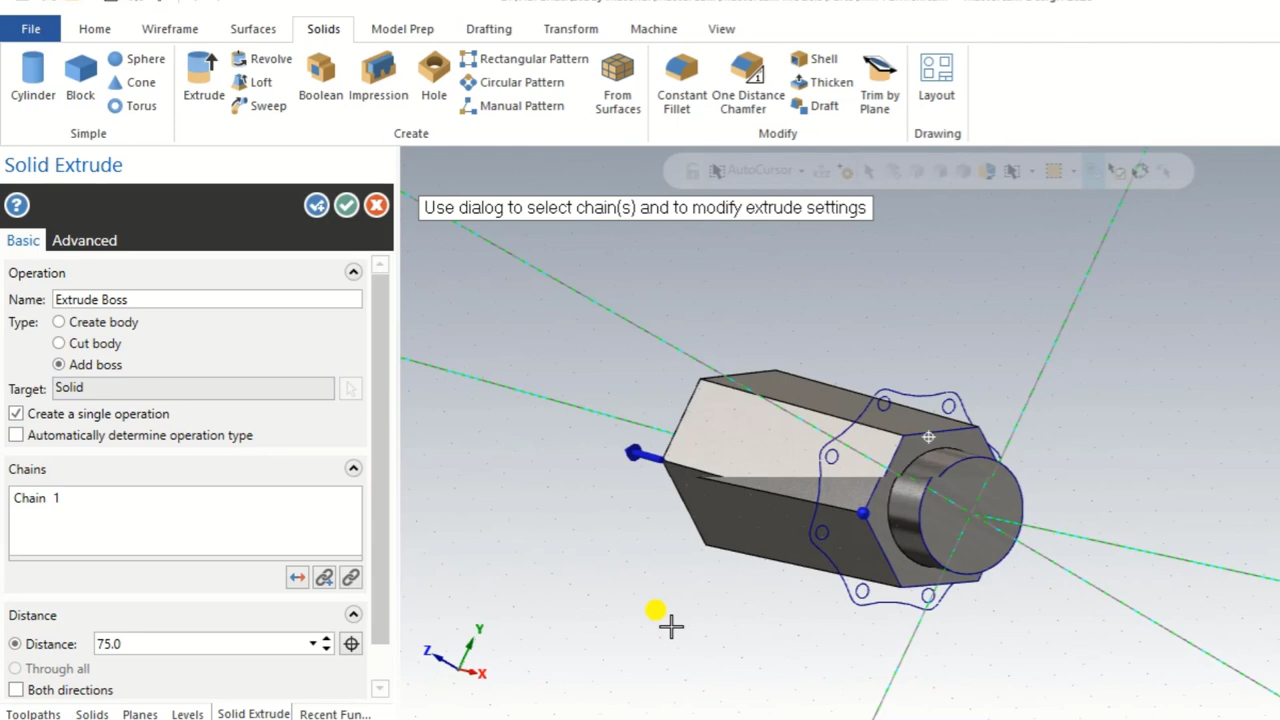 File Home Wireframe Surfaces Solids Model Prep Drafting Transform Machine View
Cylinder Block Sphere Cone Torus
Simple
Extrude Revolve Loft Sweep Boolean Impression Hole Rectangular Pattern Circular Pattern Manual Pattern From Surfaces
Create
Constant Fillet One Distance Chamfer Shell Thicken Draft Trim by Plane
Modify
Layout
Drawing
Solid Extrude
AutoCursor
Use dialog to select chain(s) and to modify extrude settings
Basic Advanced
Operation
Name: Extrude Boss
Type: Create body
Cut body
Add boss
Target: Solid
Create a single operation
Automatically determine operation type
Chains
Chain 1
Distance
Distance: 75.0
Through all
Both directions
Y
Z
X
Toolpaths Solids Planes Levels Solid Extrude Recent Fun...